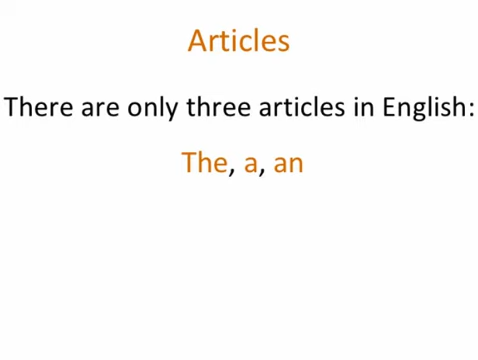 Articles
There are only three articles in English:
The, a, an